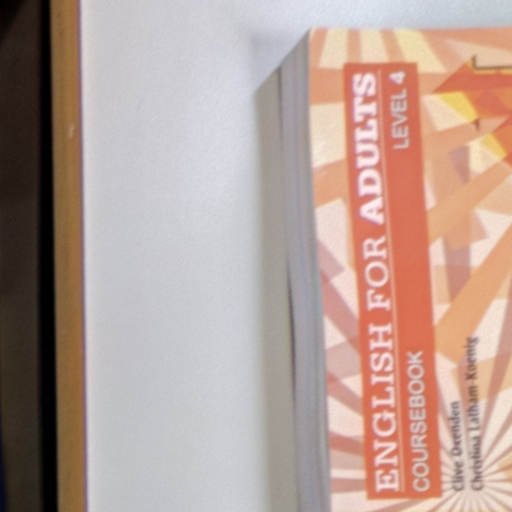 ENGLISH FOR ADULTS
COURSEBOOK LEVEL 4
Clive Oxenden
Christina Latham-Koenig